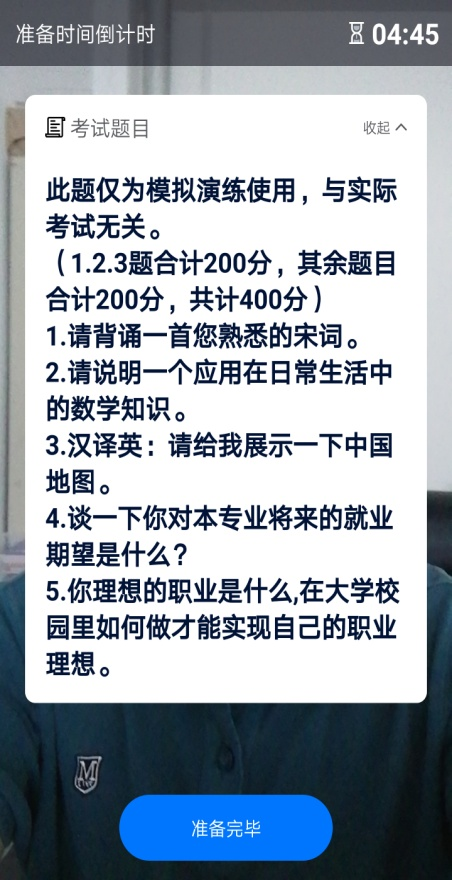 准备时间倒计时 04:45
考试题目 收起
此题仅为模拟演练使用，与实际
考试无关。
（1.2.3题合计200分，其余题目
合计200分，共计400分）
1.请背诵一首您熟悉的宋词。
2.请说明一个应用在日常生活中
的数学知识。
3.汉译英：请给我展示一下中国
地图。
4.谈一下你对本专业将来的就业
期望是什么？
5.你理想的职业是什么,在大学校
园里如何做才能实现自己的职业
理想。
M
准备完毕